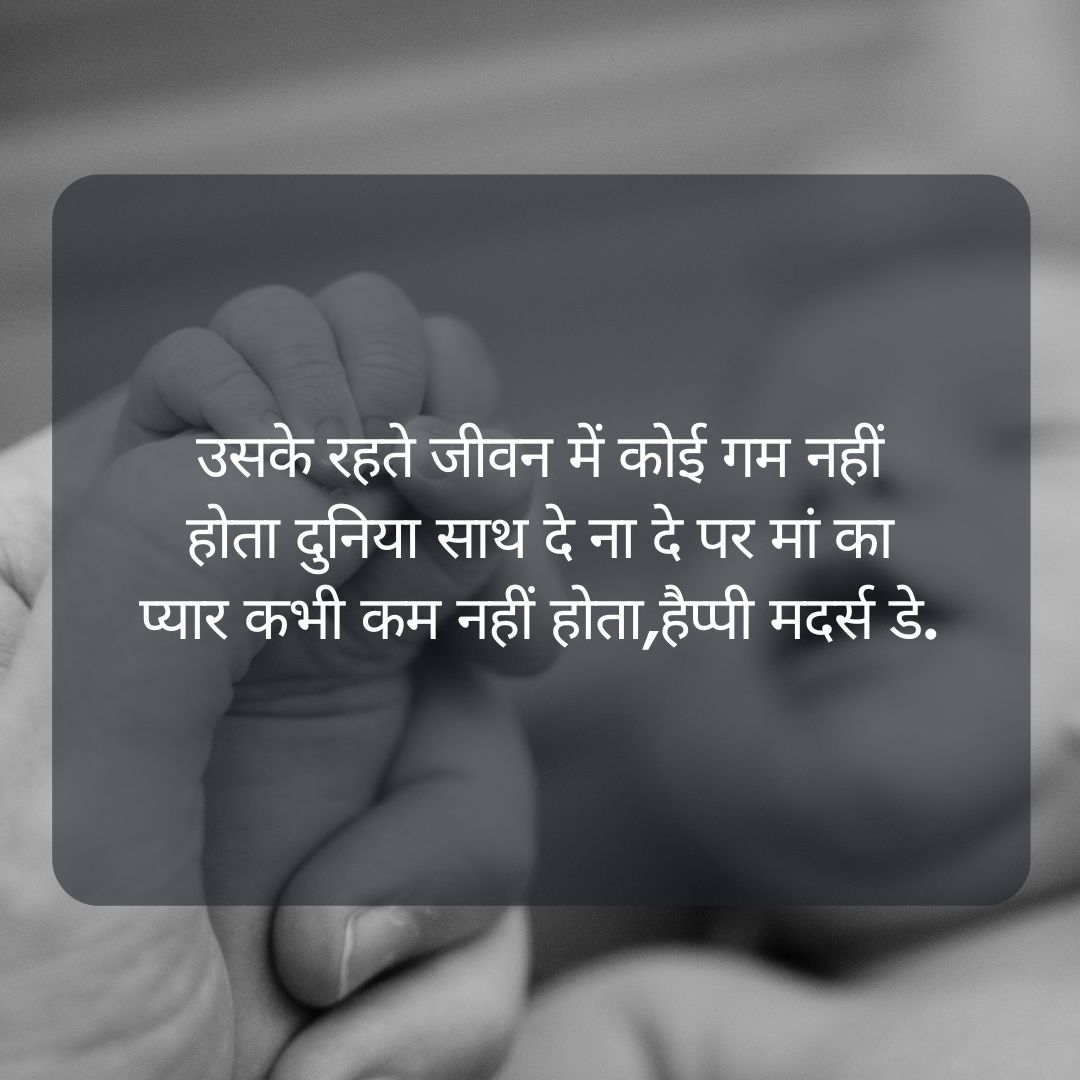 उसके रहते जीवन में कोई गम नहीं
होता दुनिया साथ दे ना दे पर मां का
प्यार कभी कम नहीं होता,हैप्पी मदर्स डे.